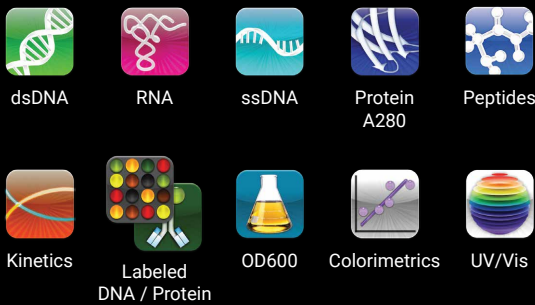 dsDNA
RNA
ssDNA
Protein
A280
Peptides
Kinetics
Labeled
DNA / Protein
OD600
Colorimetrics
UV/Vis